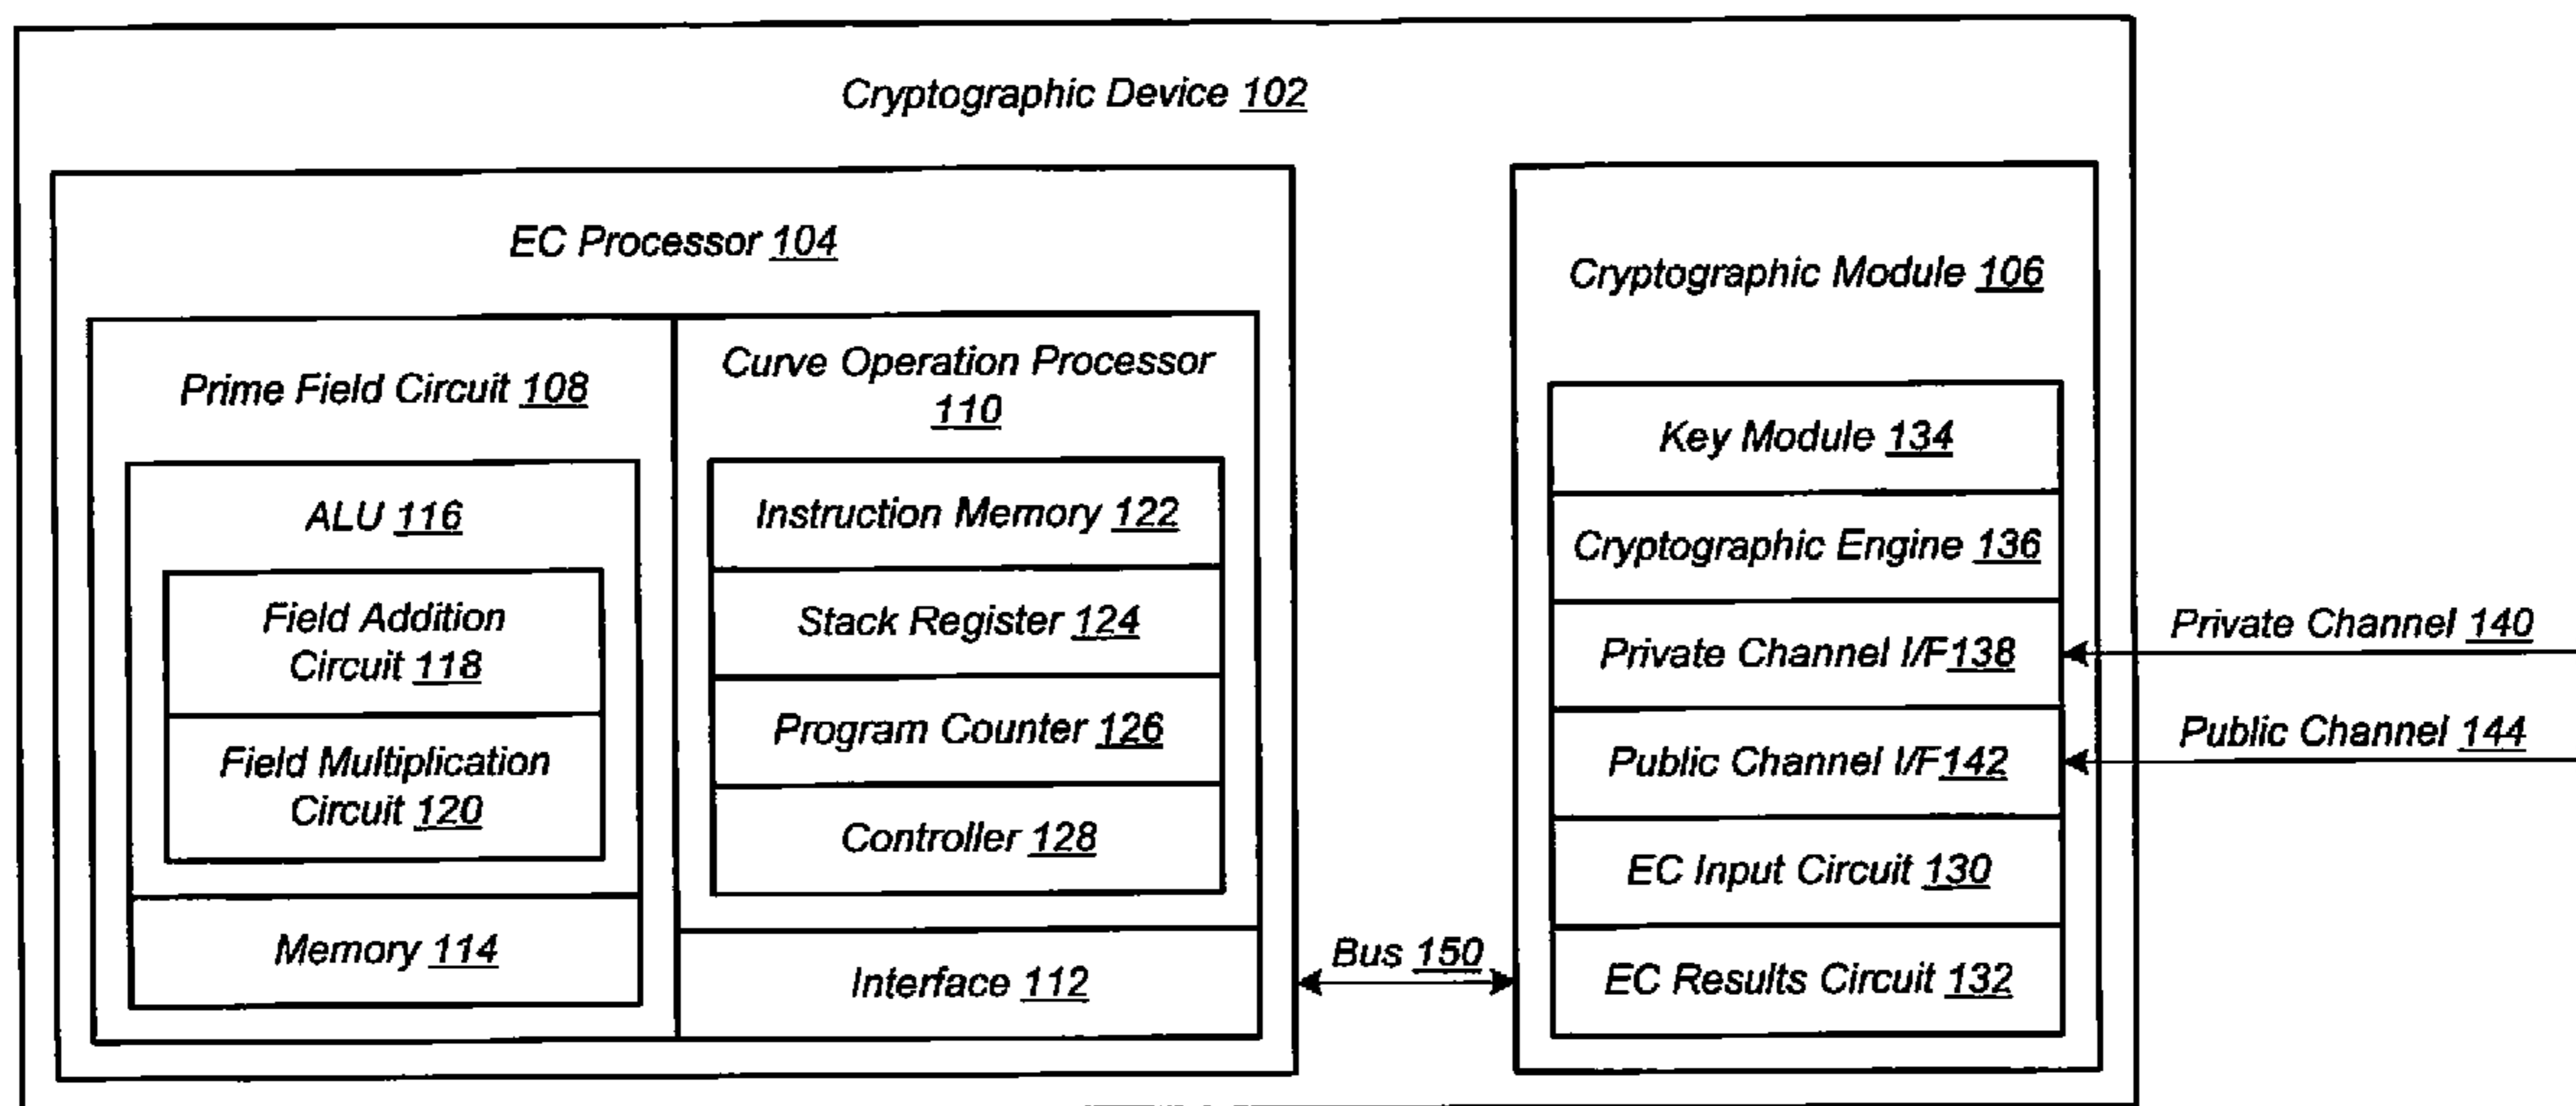 Cryptographic Device 102
EC Processor 104
Prime Field Circuit 108
ALU 116
Field Addition
Circuit 118
Field Multiplication
Circuit 120
Memory 114
Curve Operation Processor
110
Instruction Memory 122
Stack Register 124
Program Counter 126
Controller 128
Interface 112
Bus 150
Cryptographic Module 106
Key Module 134
Cryptographic Engine 136
Private Channel I/F138
Public Channel I/F142
EC Input Circuit 130
EC Results Circuit 132
Private Channel 140
Public Channel 144